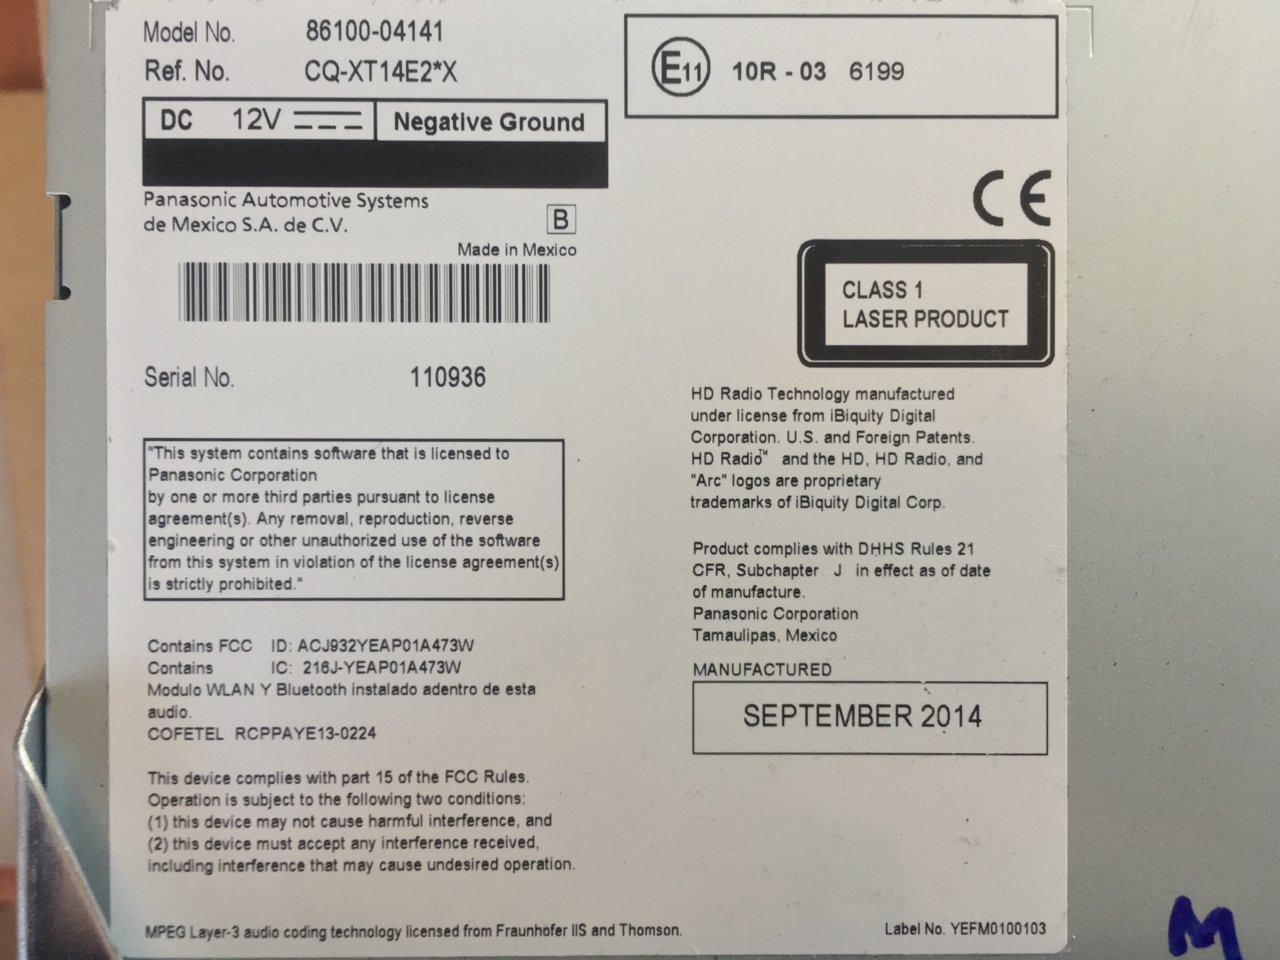 Model No. 86100-04141
Ref. No. CQ-XT14E2*X
DC 12V Negative Ground
Panasonic Automotive Systems
de Mexico S.A. de C.V.
B
Made in Mexico
Serial No. 110936
"This system contains software that is licensed to
Panasonic Corporation
by one or more third parties pursuant to license
agreement(s). Any removal, reproduction, reverse
engineering or other unauthorized use of the software
from this system in violation of the license agreement(s)
is strictly prohibited."
Contains FCC ID: ACJ932YEAP01A473W
Contains IC: 216J-YEAP01A473W
Modulo WLAN Y Bluetooth instalado adentro de esta
audio.
COFETEL RCPPAYE13-0224
This device complies with part 15 of the FCC Rules.
Operation is subject to the following two conditions:
(1) this device may not cause harmful interference, and
(2) this device must accept any interference received,
including interference that may cause undesired operation.
MPEG Layer-3 audio coding technology licensed from Fraunhofer IIS and Thomson.
E11 10R - 03 6199
CE
CLASS 1
LASER PRODUCT
HD Radio Technology manufactured
under license from iBiquity Digital
Corporation. U.S. and Foreign Patents.
HD Radio™ and the HD, HD Radio, and
"Arc" logos are proprietary
trademarks of iBiquity Digital Corp.
Product complies with DHHS Rules 21
CFR, Subchapter J in effect as of date
of manufacture.
Panasonic Corporation
Tamaulipas, Mexico
MANUFACTURED
SEPTEMBER 2014
Label No. YEFM0100103
M